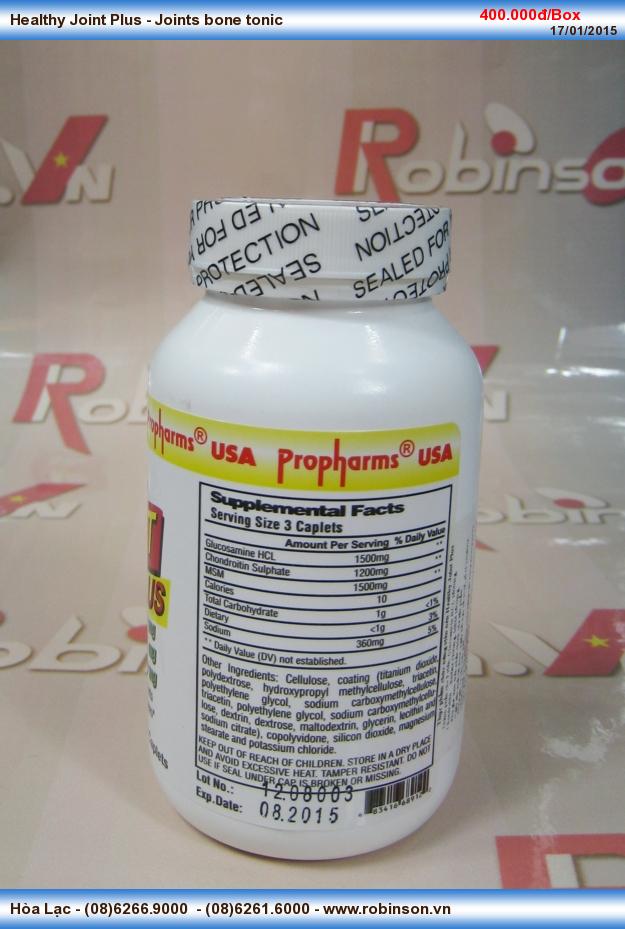 Healthy Joint Plus - Joints bone tonic
400.000đ/Box
17/01/2015
Robinson
.VN
PROTECTION
SEALED
SEALED FOR
Propharms® USA Propharms® USA
Supplemental Facts
Serving Size 3 Caplets
Amount Per Serving % Daily Value
Glucosamine HCL 1500mg **
Chondroitin Sulphate 1200mg **
MSM 1500mg **
Calories 10
Total Carbohydrate 1g <1%
Dietary <1g 3%
Sodium 360mg 5%
** Daily Value (DV) not established.
Other Ingredients: Cellulose, coating (titanium dioxide,
polydextrose, hydroxypropyl methylcellulose, triacetin,
polyethylene glycol, sodium carboxymethylcellulose,
triacetin, polyethylene glycol, sodium carboxymethylcellu-
lose, dextrin, dextrose, maltodextrin, glycerin, lecithin and
sodium citrate), copolyvidone, silicon dioxide, magnesium
stearate and potassium chloride.
KEEP OUT OF REACH OF CHILDREN. STORE IN A DRY PLACE
AND AVOID EXCESSIVE HEAT. TAMPER RESISTANT. DO NOT
USE IF SEAL UNDER CAP IS BROKEN OR MISSING.
Lot No.: 1208003
Exp.Date: 08.2015
Hòa Lạc - (08)6266.9000 - (08)6261.6000 - www.robinson.vn